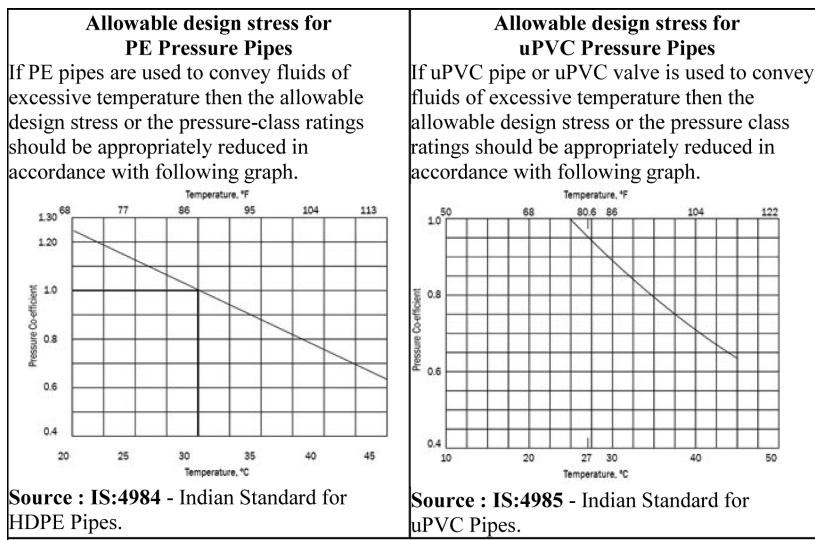 Allowable design stress for
PE Pressure Pipes
If PE pipes are used to convey fluids of
excessive temperature then the allowable
design stress or the pressure-class ratings
should be appropriately reduced in
accordance with following graph.
Temperature, °F
68 77 86 95 104 113
1.30
1.20
1.0
0.8
0.6
0.4
Pressure Co-efficient
20 25 30 35 40 45
Temperature, °C
Source : IS:4984 - Indian Standard for
HDPE Pipes.
Allowable design stress for
uPVC Pressure Pipes
If uPVC pipe or uPVC valve is used to convey
fluids of excessive temperature then the
allowable design stress or the pressure class
ratings should be appropriately reduced in
accordance with following graph.
Temperature, °F
50 68 80.6 86 104 122
1.0
0.8
0.6
0.4
Pressure Co-efficient
10 20 27 30 40 50
Temperature, °C
Source : IS:4985 - Indian Standard for
uPVC Pipes.